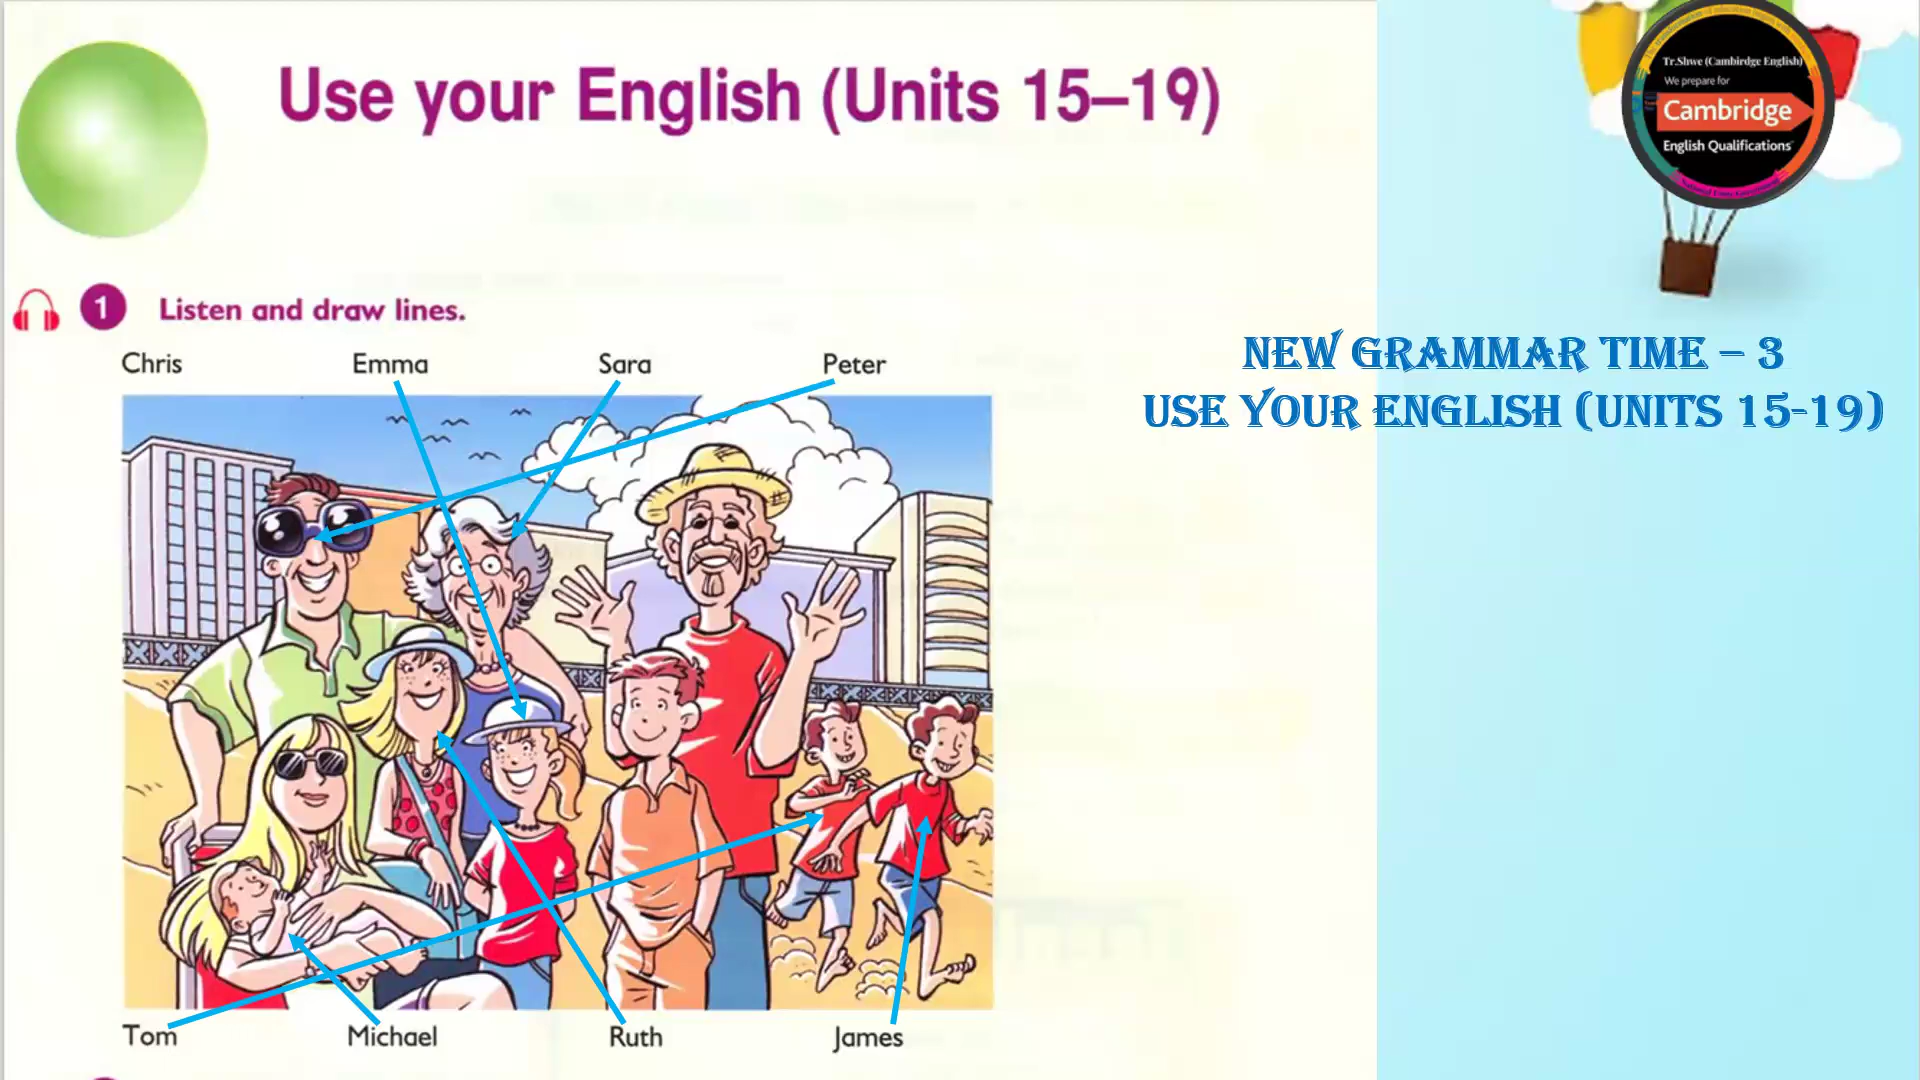 Use your English (Units 15–19)
Tr.Shwe (Cambirdge English)
We prepare for
Cambridge
English Qualifications
1 Listen and draw lines.
Chris Emma Sara Peter
NEW GRAMMAR TIME – 3
USE YOUR ENGLISH (UNITS 15-19)
Tom Michael Ruth James